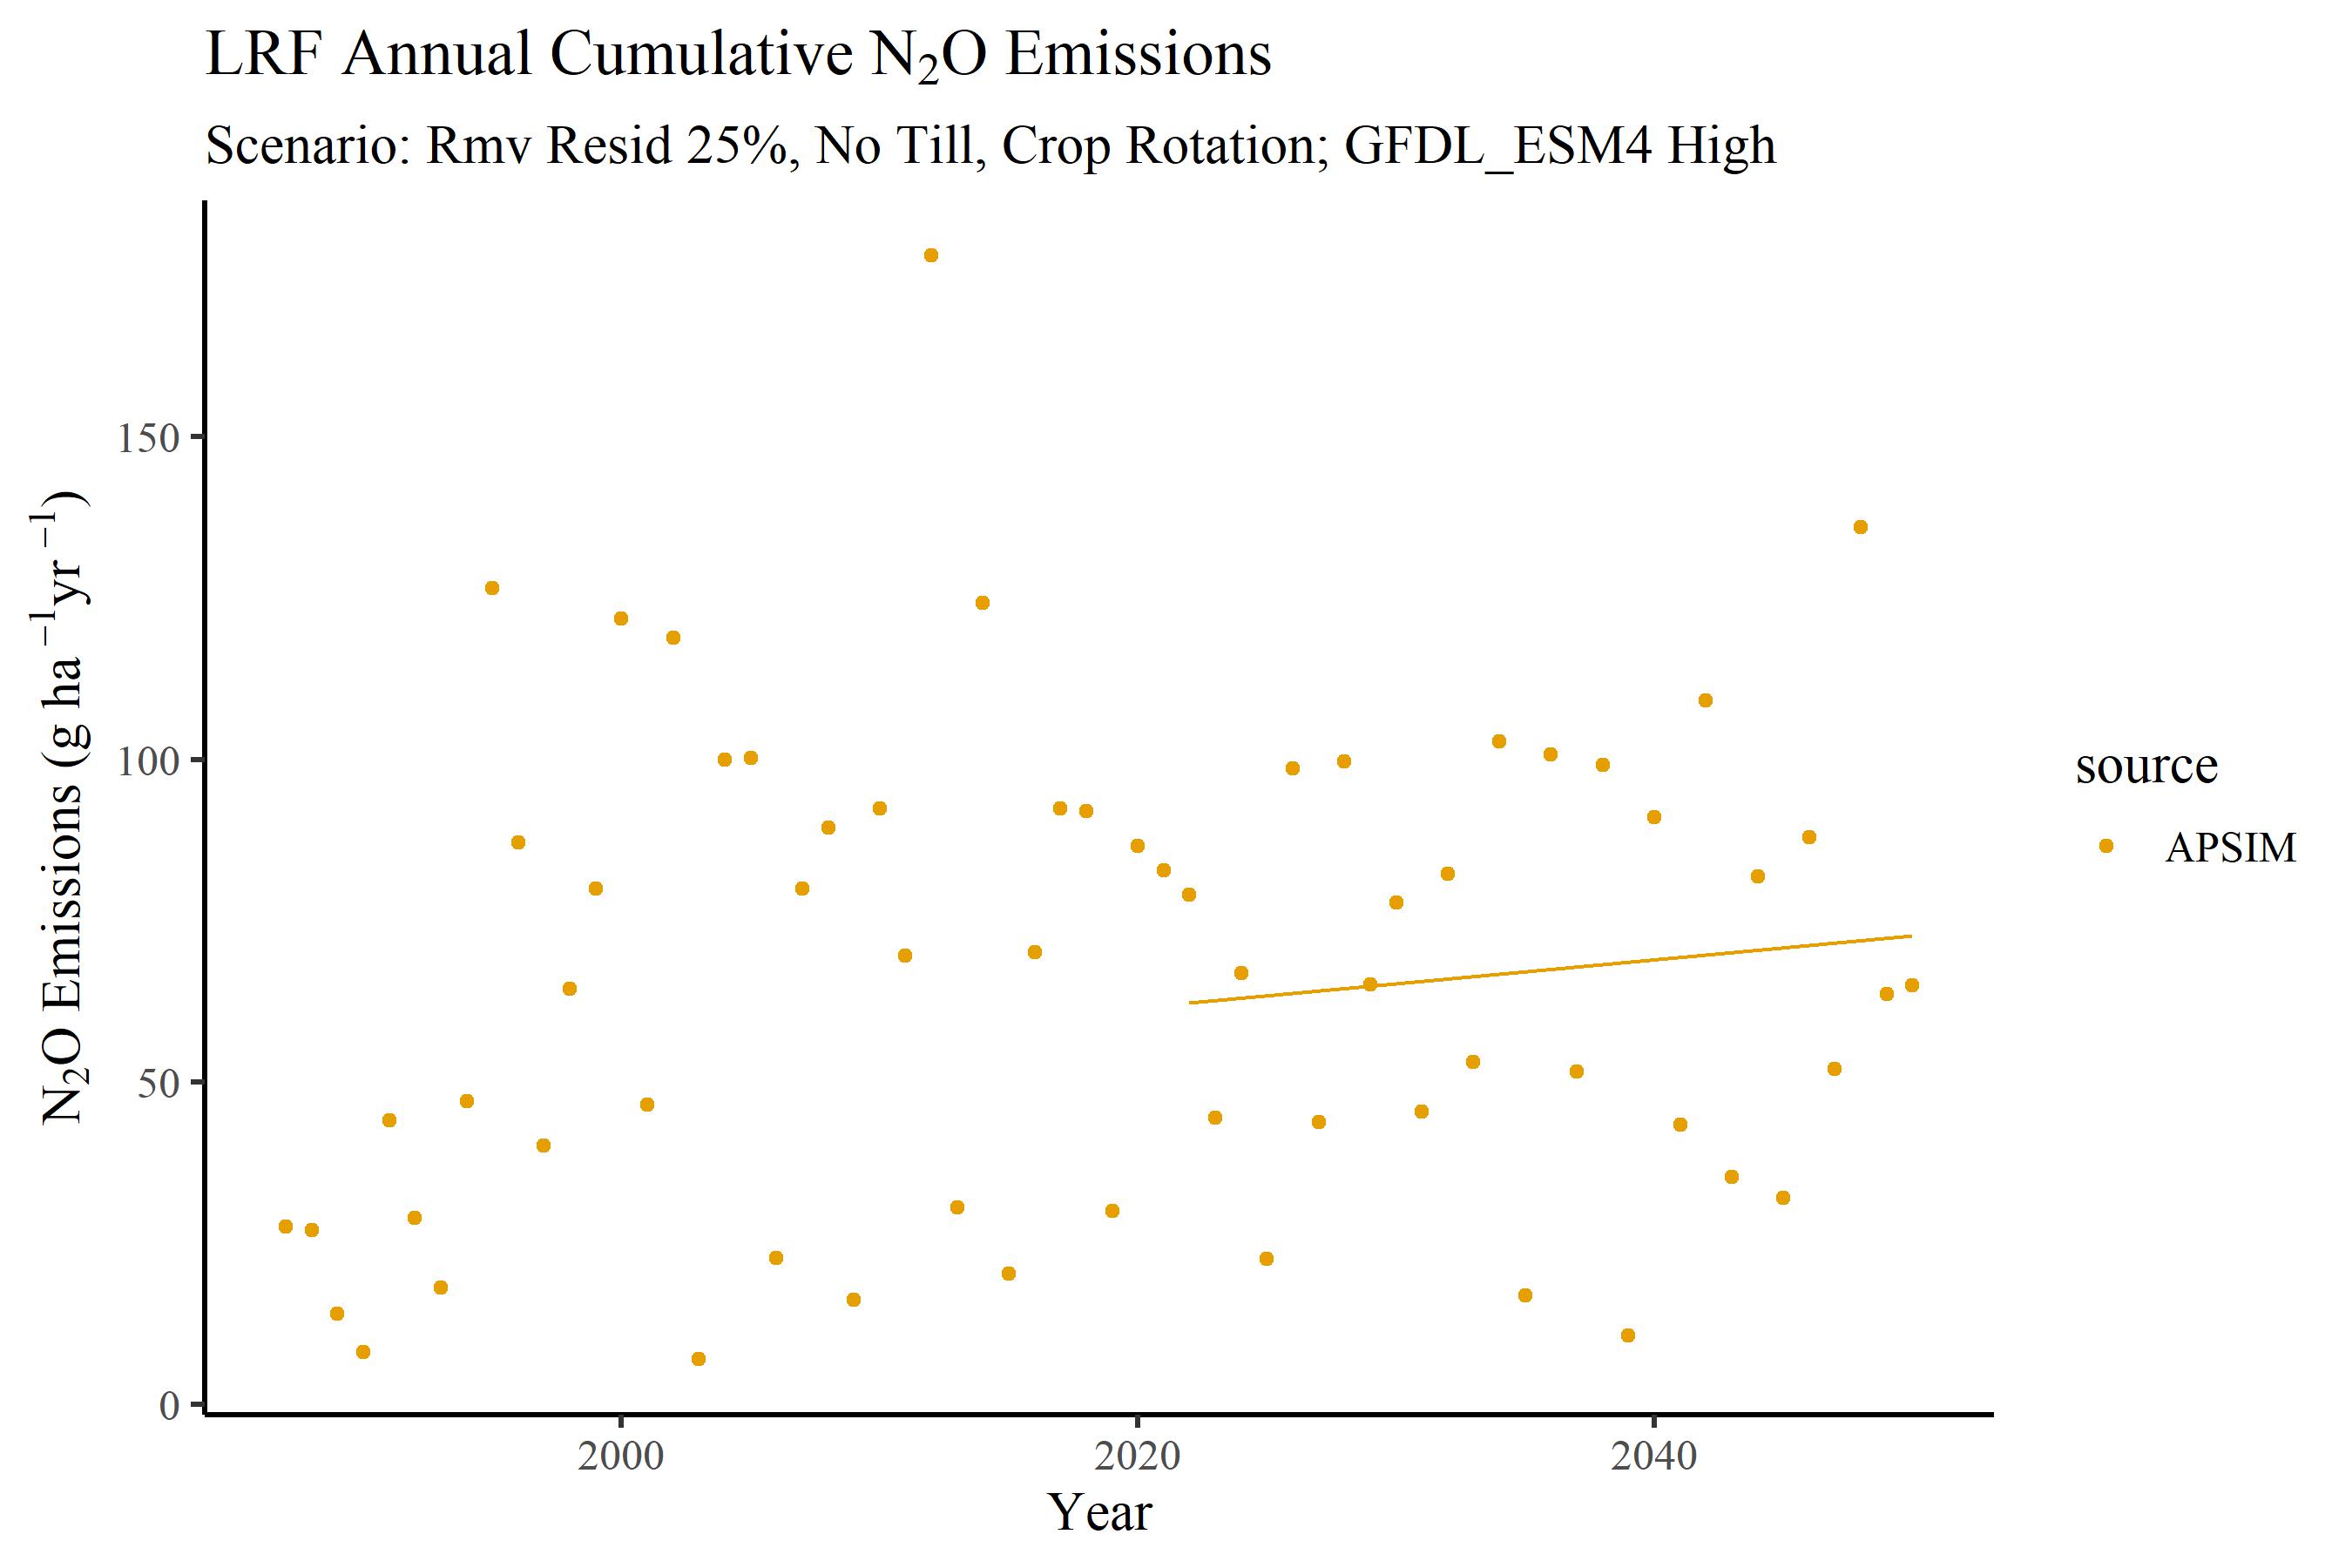 LRF Annual Cumulative N₂O Emissions
Scenario: Rmv Resid 25%, No Till, Crop Rotation; GFDL_ESM4 High
N₂O Emissions (g ha⁻¹yr⁻¹)
150
100
50
0
2000 2020 2040
Year
source
APSIM